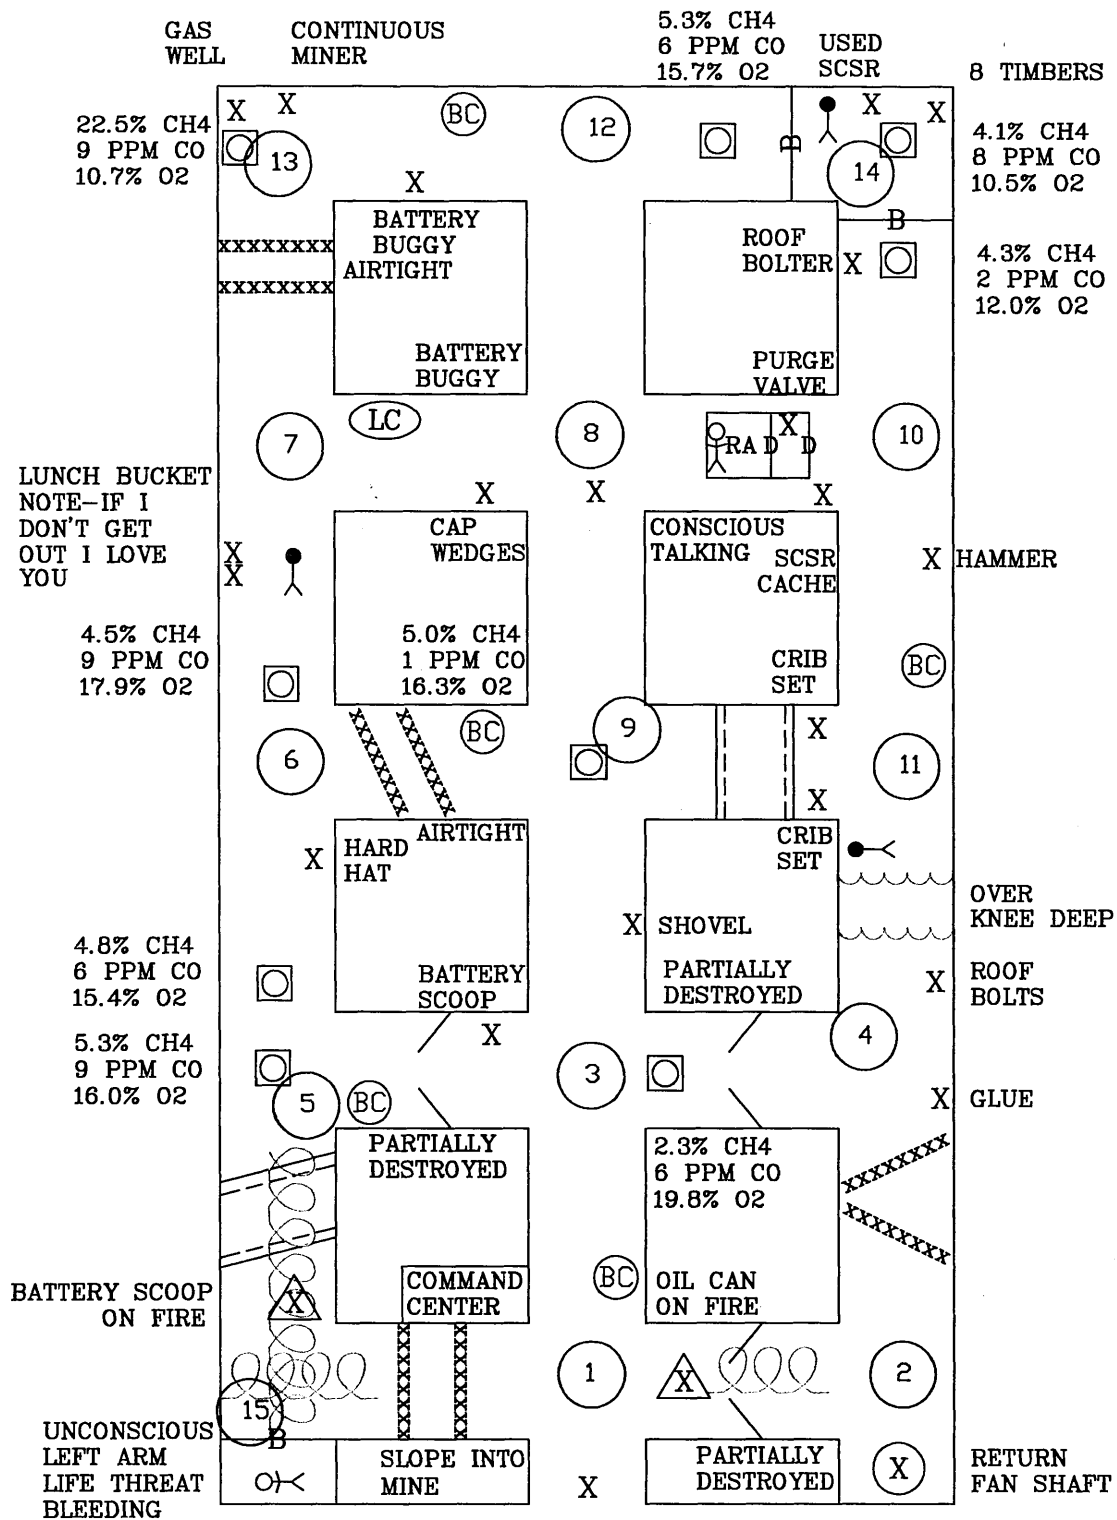 GAS
WELL
CONTINUOUS
MINER
5.3% CH4
6 PPM CO
15.7% O2
USED
SCSR
8 TIMBERS
22.5% CH4
9 PPM CO
10.7% O2
X
X
BC
12
B
X
X
4.1% CH4
8 PPM CO
10.5% O2
13
14
X
B
BATTERY
BUGGY
AIRTIGHT
XXXXXXXX
XXXXXXXX
ROOF
BOLTER
X
4.3% CH4
2 PPM CO
12.0% O2
BATTERY
BUGGY
PURGE
VALVE
LC
7
8
RA D
X
D
10
X
X
X
LUNCH BUCKET
NOTE-IF I
DON'T GET
OUT I LOVE
YOU
X
X
CAP
WEDGES
CONSCIOUS
TALKING
SCSR
CACHE
X HAMMER
4.5% CH4
9 PPM CO
17.9% O2
5.0% CH4
1 PPM CO
16.3% O2
CRIB
SET
BC
BC
9
X
6
11
X
AIRTIGHT
X
HARD
HAT
CRIB
SET
OVER
KNEE DEEP
X SHOVEL
4.8% CH4
6 PPM CO
15.4% O2
BATTERY
SCOOP
PARTIALLY
DESTROYED
X
ROOF
BOLTS
X
4
5.3% CH4
9 PPM CO
16.0% O2
3
5
BC
X GLUE
PARTIALLY
DESTROYED
2.3% CH4
6 PPM CO
19.8% O2
XXXXXXXX
XXXXXXXX
BATTERY SCOOP
ON FIRE
X
COMMAND
CENTER
BC
OIL CAN
ON FIRE
1
X
2
15
B
UNCONSCIOUS
LEFT ARM
LIFE THREAT
BLEEDING
SLOPE INTO
MINE
X
PARTIALLY
DESTROYED
X
RETURN
FAN SHAFT